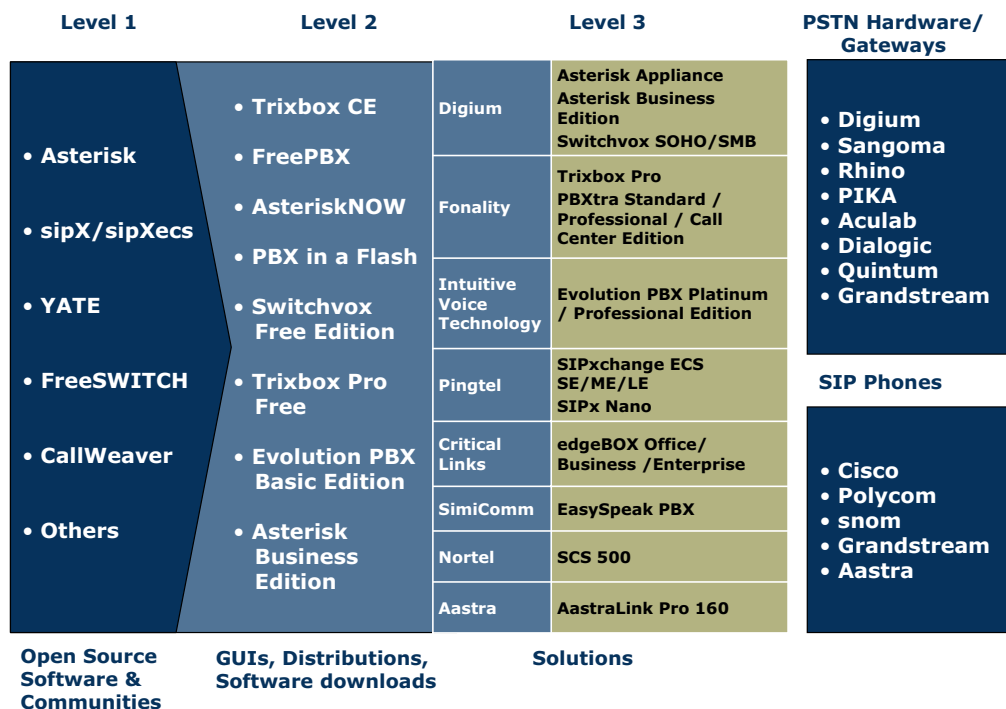 Level 1
Level 2
Level 3
PSTN Hardware/
Gateways
• Asterisk
• sipX/sipXecs
• YATE
• FreeSWITCH
• CallWeaver
• Others
• Trixbox CE
• FreePBX
• AsteriskNOW
• PBX in a Flash
• Switchvox
Free Edition
• Trixbox Pro
Free
• Evolution PBX
Basic Edition
• Asterisk
Business
Edition
Digium
Asterisk Appliance
Asterisk Business
Edition
Switchvox SOHO/SMB
Fonality
Trixbox Pro
PBXtra Standard /
Professional / Call
Center Edition
Intuitive
Voice
Technology
Evolution PBX Platinum
/ Professional Edition
Pingtel
SIPxchange ECS
SE/ME/LE
SIPx Nano
Critical
Links
edgeBOX Office/
Business /Enterprise
SimiComm
EasySpeak PBX
Nortel
SCS 500
Aastra
AastraLink Pro 160
• Digium
• Sangoma
• Rhino
• PIKA
• Aculab
• Dialogic
• Quintum
• Grandstream
SIP Phones
• Cisco
• Polycom
• snom
• Grandstream
• Aastra
Open Source
Software &
Communities
GUIs, Distributions,
Software downloads
Solutions